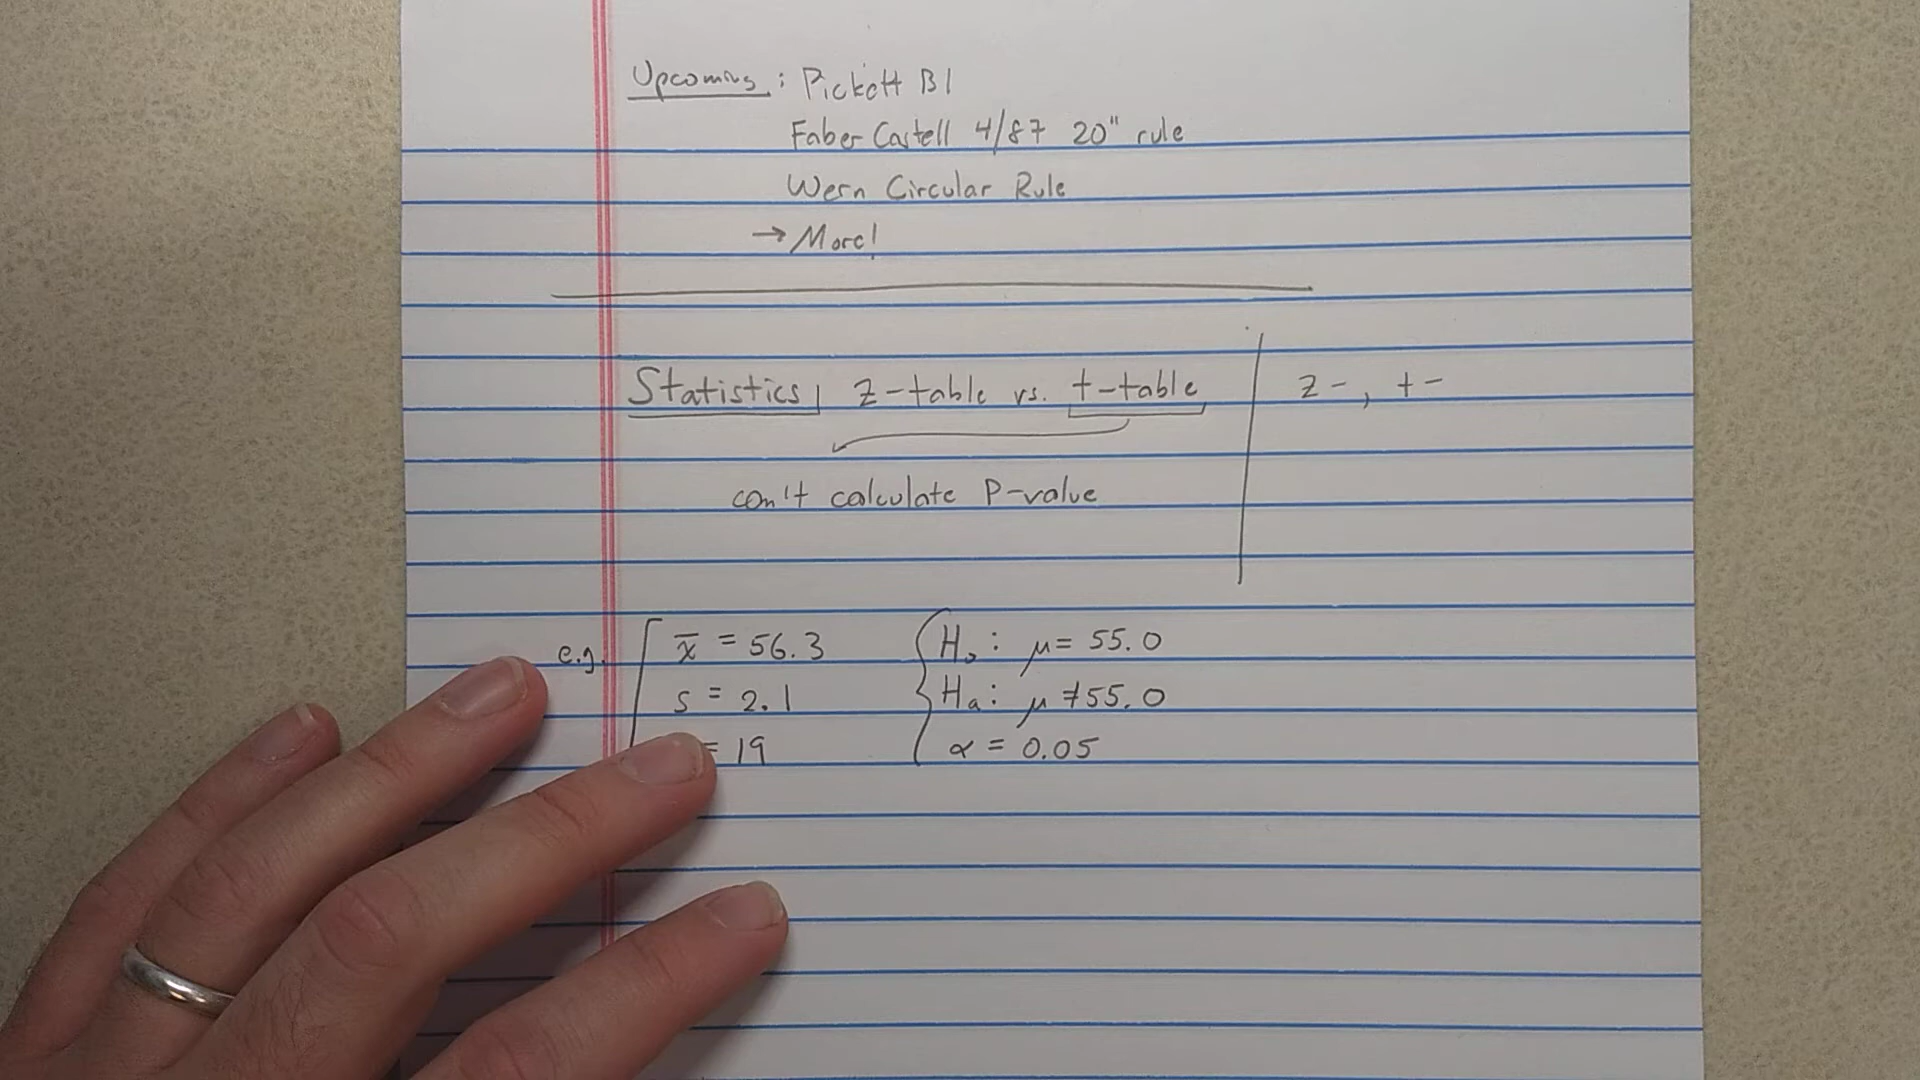 Upcoming: Pickett B1
Faber Castell 4/87 20" rule
Wern Circular Rule
→ More!
Statistics| z-table vs. t-table | z-, t-
can't calculate P-value
e.g. x̄ = 56.3 H₀: μ = 55.0
s = 2.1 Hₐ: μ ≠ 55.0
= 19 α = 0.05